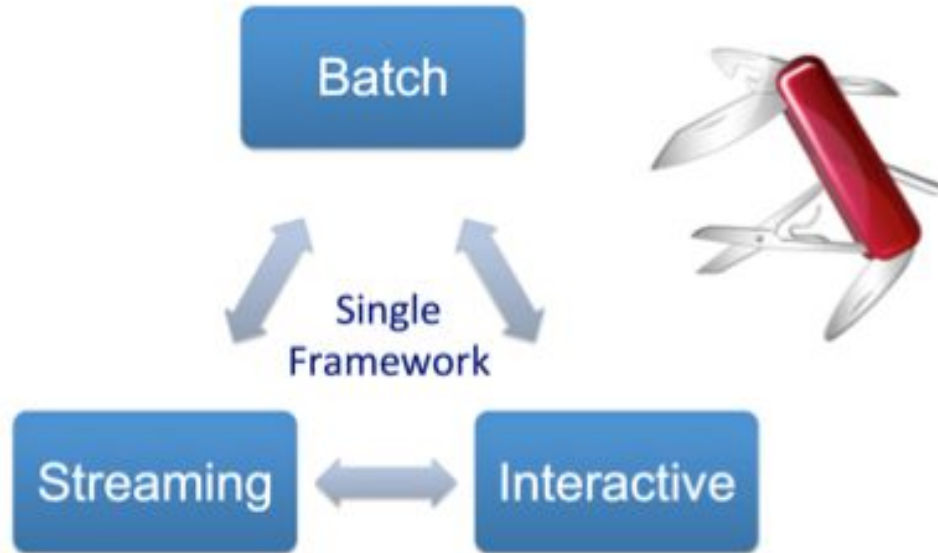 Batch
Single
Framework
Streaming
Interactive